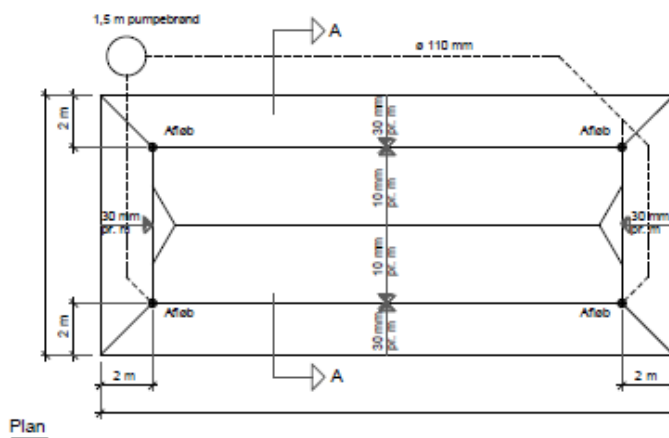 1,5 m pumpebrønd
A
ø 110 mm
2 m
Afløb
30 mm
pr. m
Afløb
10 mm
pr. m
30 mm
pr. m
30 mm
pr. m
10 mm
pr. m
2 m
Afløb
30 mm
pr. m
Afløb
2 m
A
2 m
Plan